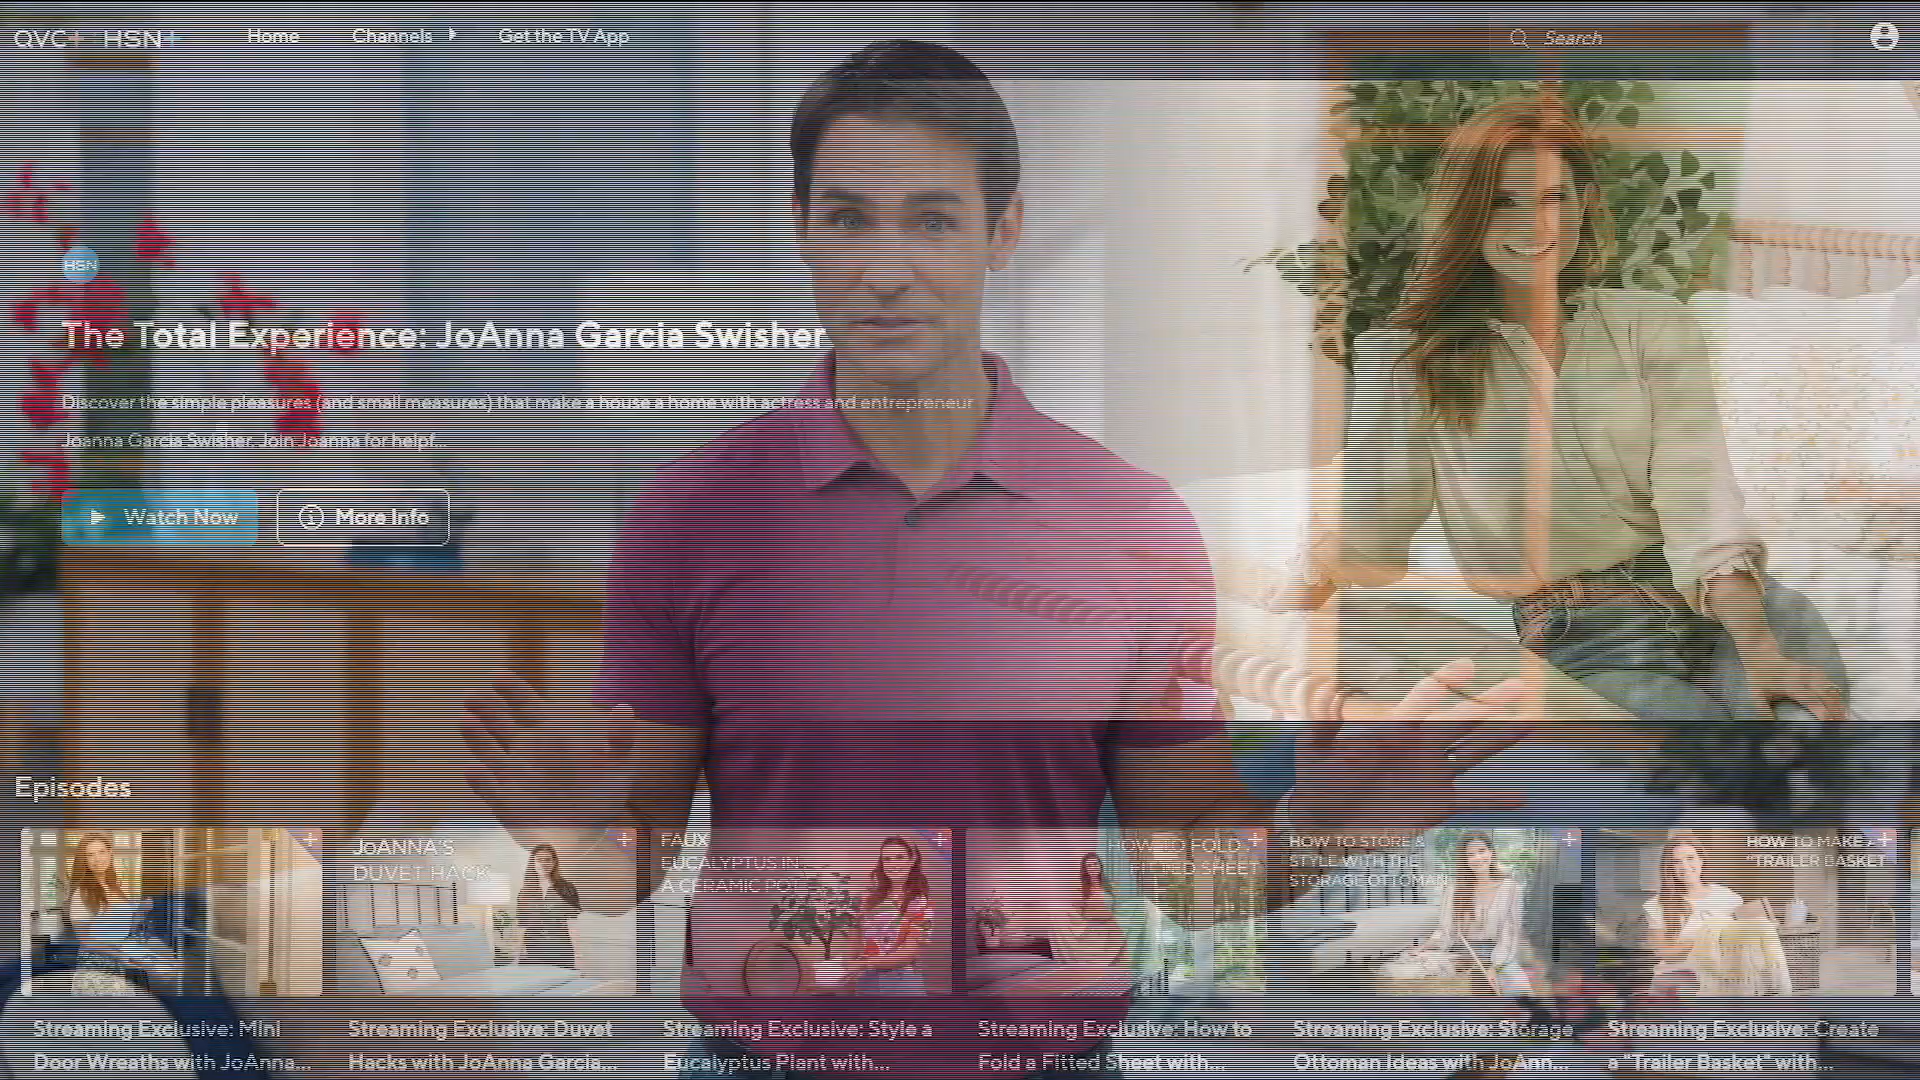 QVC+ HSN+
Home
Channels
Get the TV App
Search
HSN
The Total Experience: JoAnna Garcia Swisher
Discover the simple pleasures (and small measures) that make a house a home with actress and entrepreneur
Joanna Garcia Swisher. Join Joanna for helpf...
Watch Now
More Info
Episodes
JoANNA'S
DUVET HACK
FAUX
EUCALYPTUS IN
A CERAMIC POT
HOW TO FOLD A
FITTED SHEET
HOW TO STORE &
STYLE WITH THE
STORAGE OTTOMAN
HOW TO MAKE A
"TRAILER BASKET
Streaming Exclusive: Mini
Door Wreaths with JoAnna...
Streaming Exclusive: Duvet
Hacks with JoAnna Garcia...
Streaming Exclusive: Style a
Eucalyptus Plant with...
Streaming Exclusive: How to
Fold a Fitted Sheet with...
Streaming Exclusive: Storage
Ottoman Ideas with JoAnn...
Streaming Exclusive: Create
a "Trailer Basket" with...